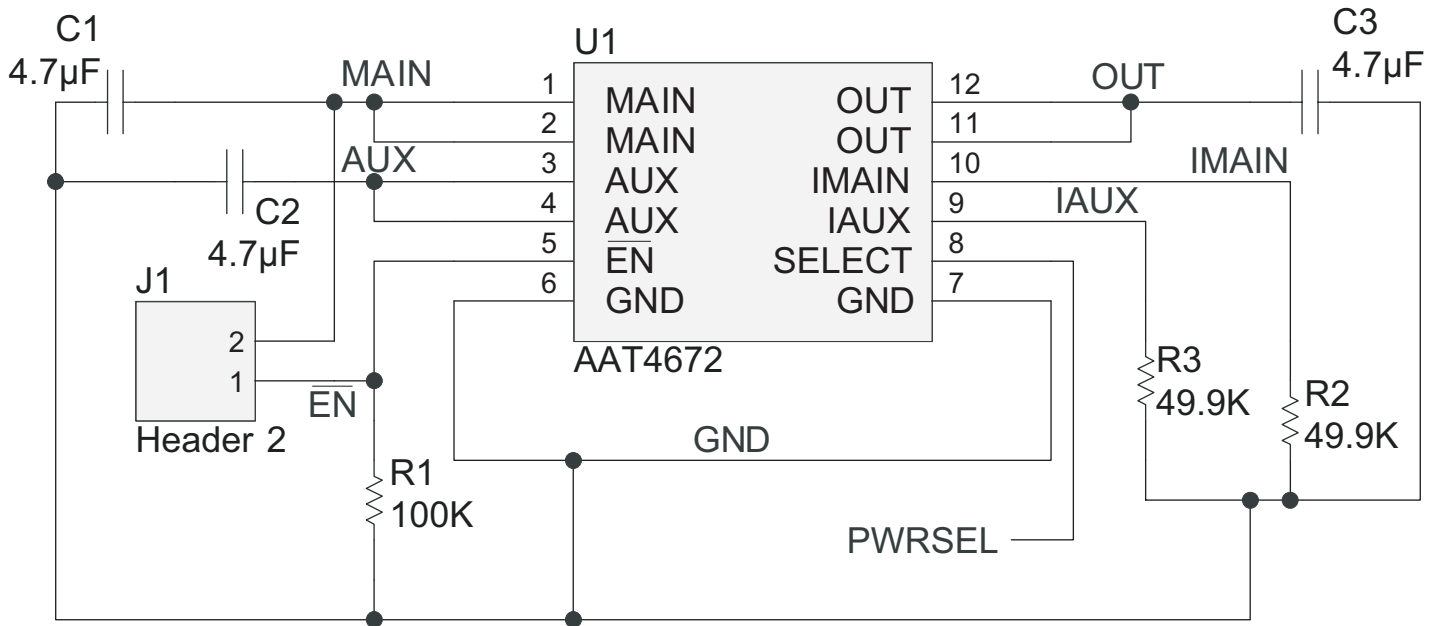 C1
4.7µF
MAIN
U1
OUT
C3
4.7µF
1
MAIN
OUT
12
2
MAIN
OUT
11
AUX
3
AUX
IMAIN
10
IMAIN
4
AUX
IAUX
9
IAUX
C2
4.7µF
5
E̅N̅
SELECT
8
6
GND
GND
7
AAT4672
J1
2
1
Header 2
E̅N̅
R1
100K
GND
PWRSEL
R3
49.9K
R2
49.9K